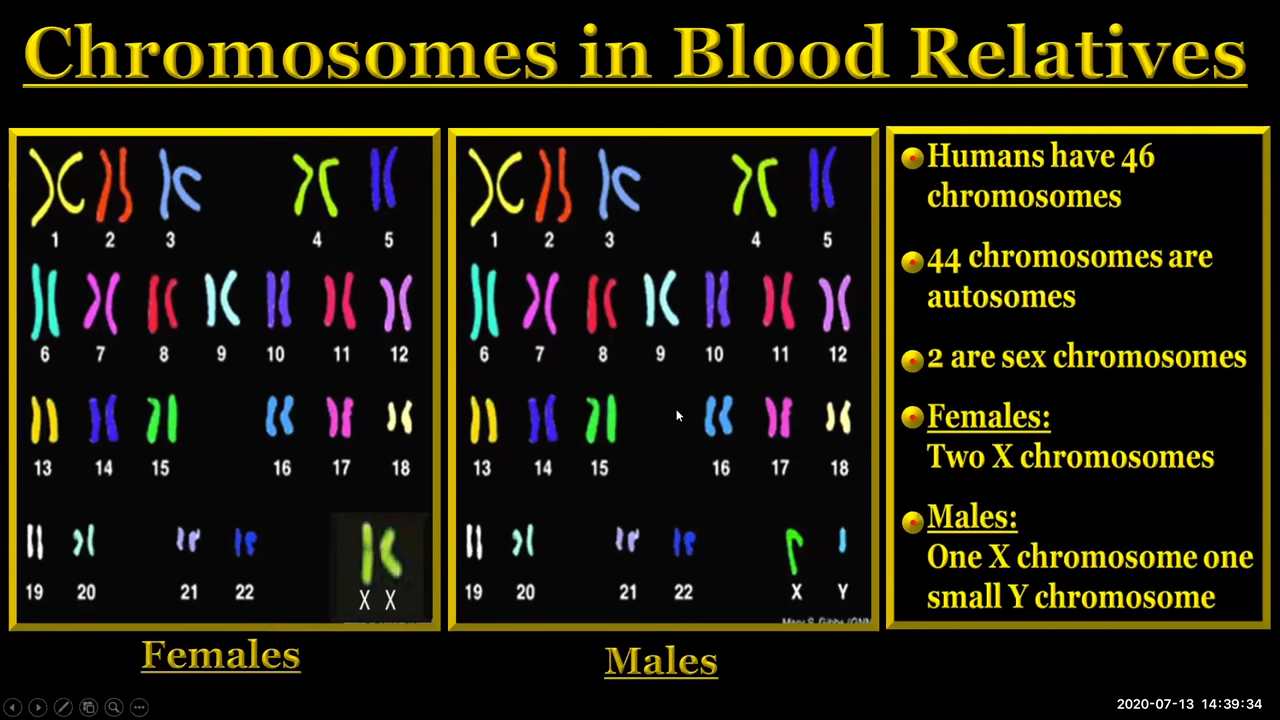 Chromosomes in Blood Relatives
1 2 3 4 5
6 7 8 9 10 11 12
13 14 15 16 17 18
19 20 21 22 X X
Females
1 2 3 4 5
6 7 8 9 10 11 12
13 14 15 16 17 18
19 20 21 22 X Y
Males
Humans have 46
chromosomes
44 chromosomes are
autosomes
2 are sex chromosomes
Females:
Two X chromosomes
Males:
One X chromosome one
small Y chromosome
2020-07-13 14:39:34